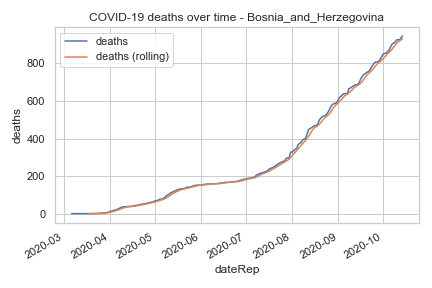 COVID-19 deaths over time - Bosnia_and_Herzegovina
deaths
deaths (rolling)
deaths
800
600
400
200
0
2020-03
2020-04
2020-05
2020-06
2020-07
2020-08
2020-09
2020-10
dateRep